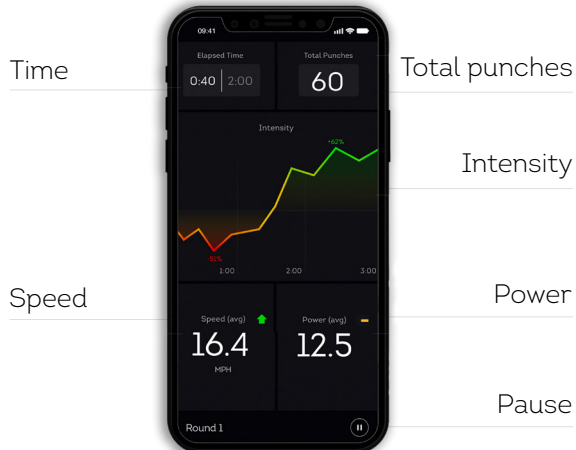 Time
Speed
09:41
Elapsed Time
0:40 | 2:00
Total Punches
60
Intensity
+62%
51%
1:00 2:00 3:00
Speed (avg)
16.4
MPH
Power (avg)
12.5
Round 1
Total punches
Intensity
Power
Pause